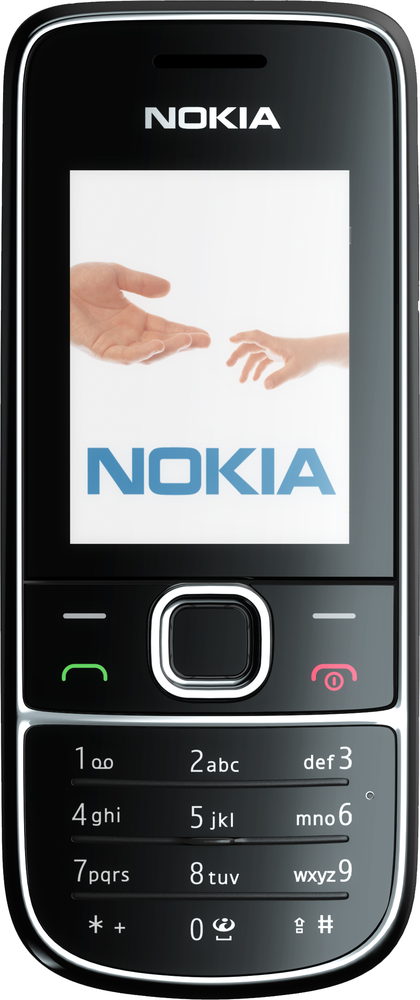 NOKIA
NOKIA
1 2abc def3
4ghi 5jkl mno6
7pqrs 8tuv wxyz9
* + 0 #